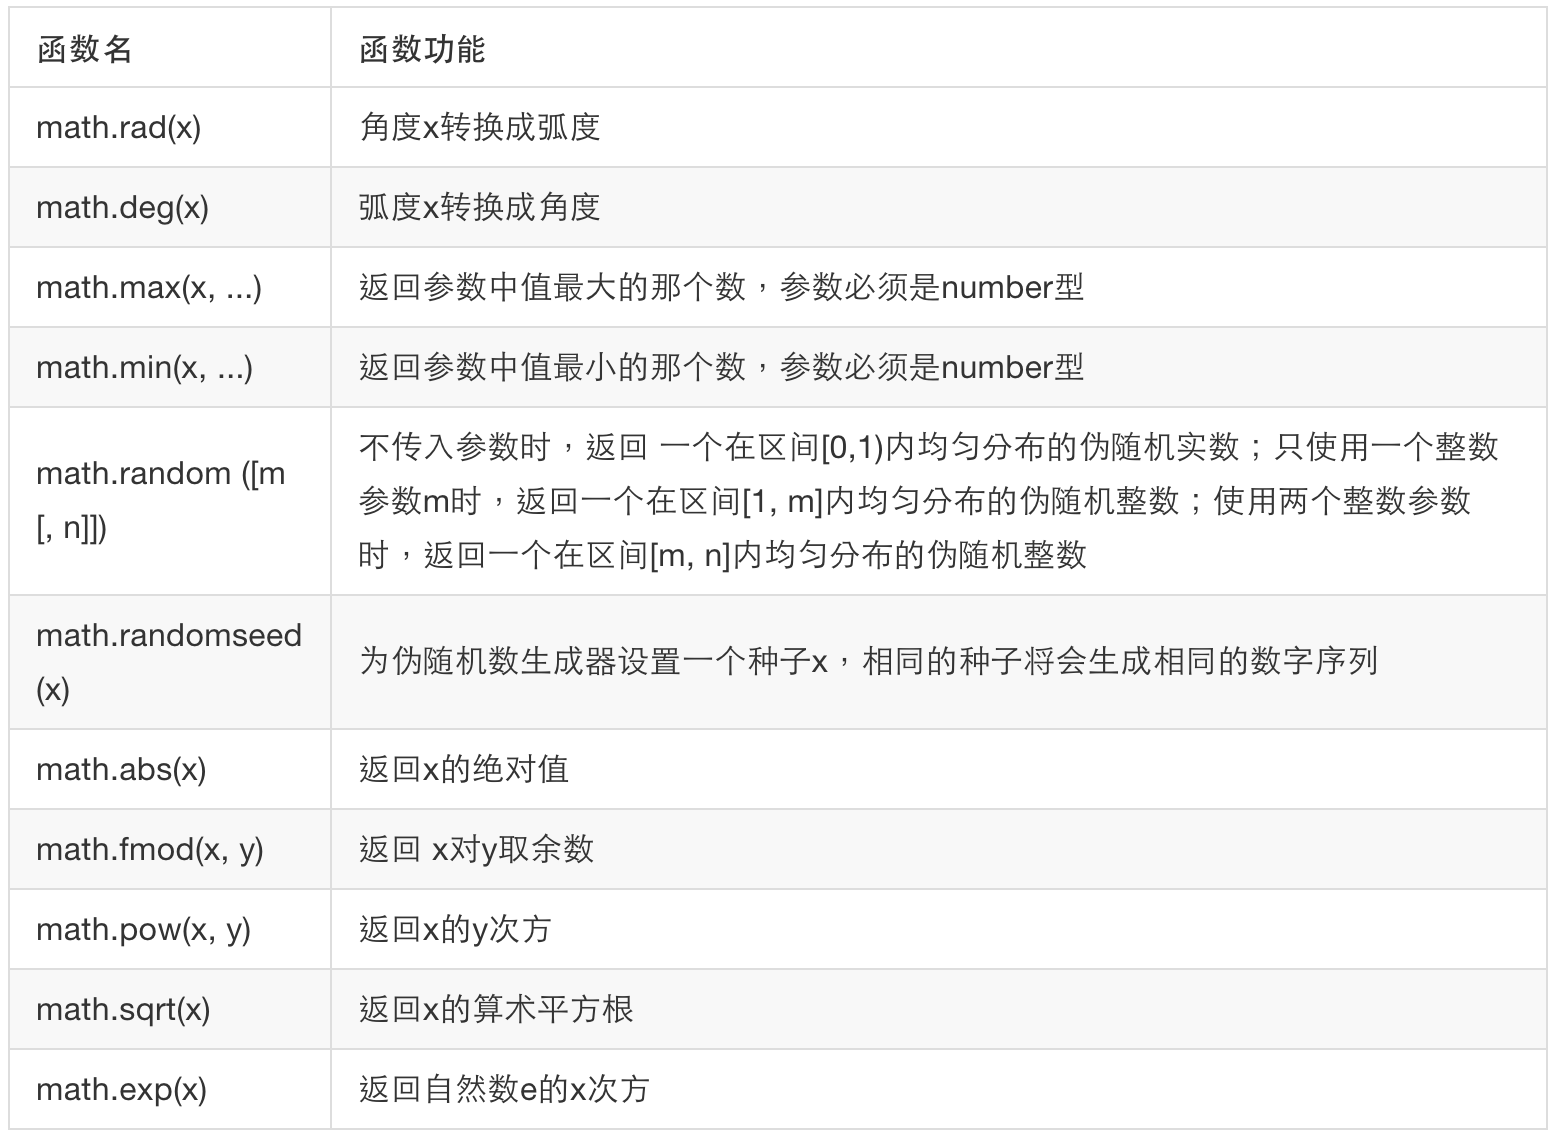 函数名
函数功能
math.rad(x)
角度x转换成弧度
math.deg(x)
弧度x转换成角度
math.max(x, ...)
返回参数中值最大的那个数，参数必须是number型
math.min(x, ...)
返回参数中值最小的那个数，参数必须是number型
math.random ([m
[, n]])
不传入参数时，返回 一个在区间[0,1)内均匀分布的伪随机实数；只使用一个整数
参数m时，返回一个在区间[1, m]内均匀分布的伪随机整数；使用两个整数参数
时，返回一个在区间[m, n]内均匀分布的伪随机整数
math.randomseed
(x)
为伪随机数生成器设置一个种子x，相同的种子将会生成相同的数字序列
math.abs(x)
返回x的绝对值
math.fmod(x, y)
返回 x对y取余数
math.pow(x, y)
返回x的y次方
math.sqrt(x)
返回x的算术平方根
math.exp(x)
返回自然数e的x次方